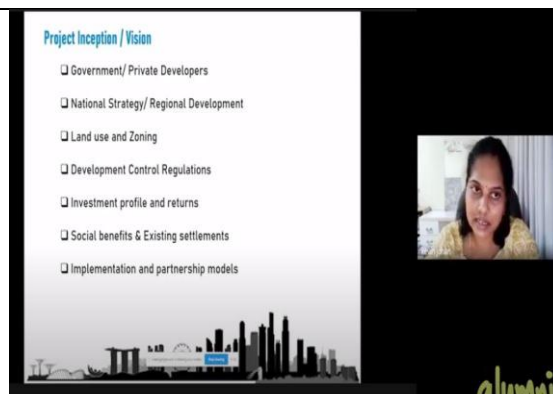 Project Inception / Vision
❑ Government/ Private Developers
❑ National Strategy/ Regional Development
❑ Land use and Zoning
❑ Development Control Regulations
❑ Investment profile and returns
❑ Social benefits & Existing settlements
❑ Implementation and partnership models
alumni